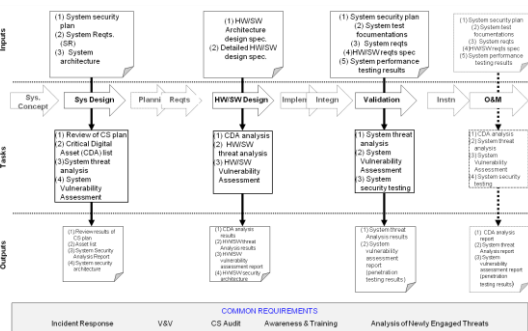 Inputs
(1) System security
plan
(2) System Reqts.
(SR)
(3) System
architecture
(1) HW/SW
Architecture
design spec.
(2) Detailed HW/SW
design spec.
(1) System security plan
(2) System test
focumentations
(3) System reqts
(4)HW/SW reqts spec
(5) System performance
testing results
(1) System security plan
(2) System test
focumentations
(3) System reqts
(4)HW/SW reqts spec
(5) System performance
testing results
Sys.
Concept
Sys Design
Planni
Reqts
HW/SW Design
Implen
Integn
Validation
Instn
O&M
Tasks
(1) Review of CS plan
(2) Critical Digital
Asset (CDA) list
(3)System threat
analysis
(4) System
Vulnerability
Assessment
(1) CDA analysis
(2) HW/SW
threat analysis
(3) HW/SW
Vulnerability
Assessment
(1) System threat
analysis
(2) System
Vulnerability
Assessment
(3) System
security testing
(1) CDA analysis
(2) System threat
analysis
(3) System
Vulnerability
Assessment
(4) System security
testing
Outputs
(1)Review results of
CS plan
(2)Asset list
(3)System Security
Analysis Report
(4)System security
architecture
(1) CDA analysis
results
(2) HW/SW threat
Analysis results
(3) HW/SW
vulnerability
assessment report
(4)HW/SW security
architecture
(1) System threat
Analysis results
(2) System
vulnerability
assessment
report
(penetration
testing results)
(1) CDA analysis
report
(2) System threat
Analysis report
(3) System
vulnerability
assessment report
(penetration
testing results)
COMMON REQUIREMENTS
Incident Response V&V CS Audit Awareness & Training Analysis of Newly Engaged Threats